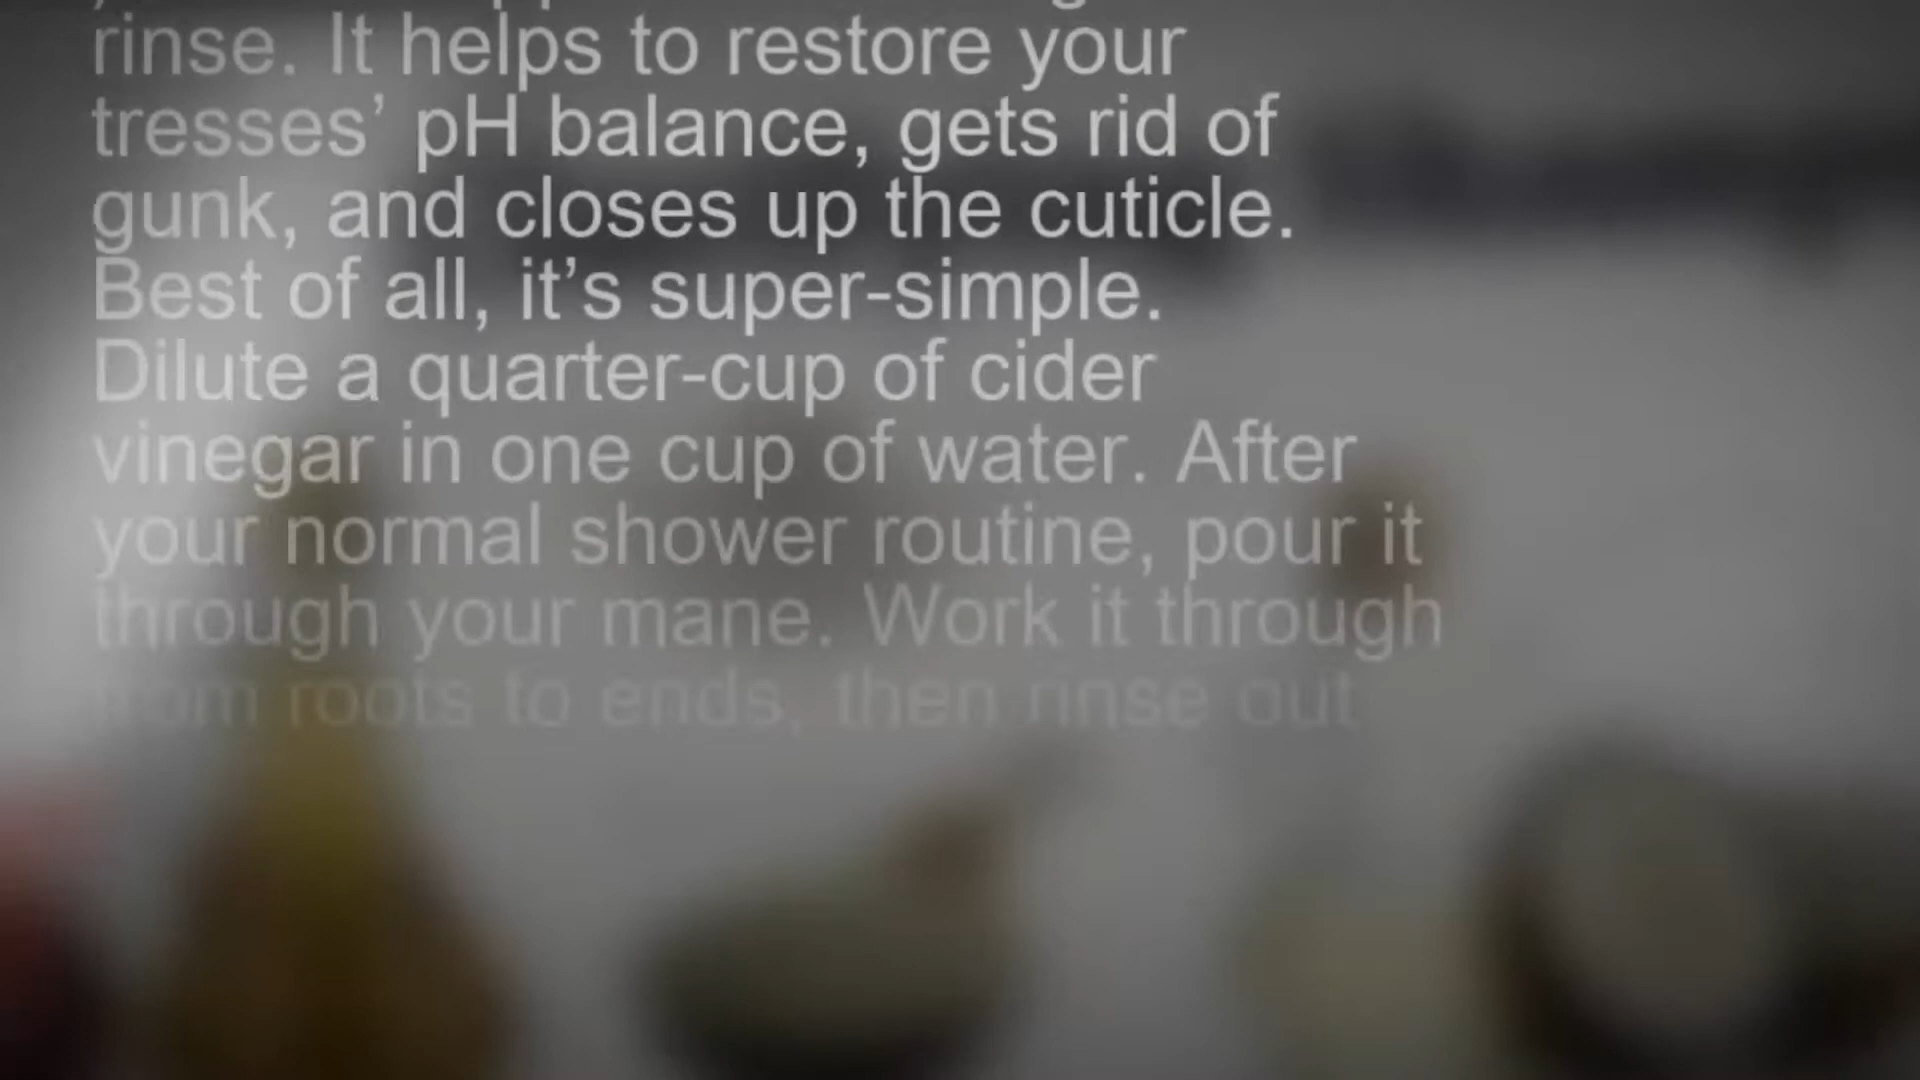 rinse. It helps to restore your
tresses’ pH balance, gets rid of
gunk, and closes up the cuticle.
Best of all, it’s super-simple.
Dilute a quarter-cup of cider
vinegar in one cup of water. After
your normal shower routine, pour it
through your mane. Work it through
from roots to ends, then rinse out